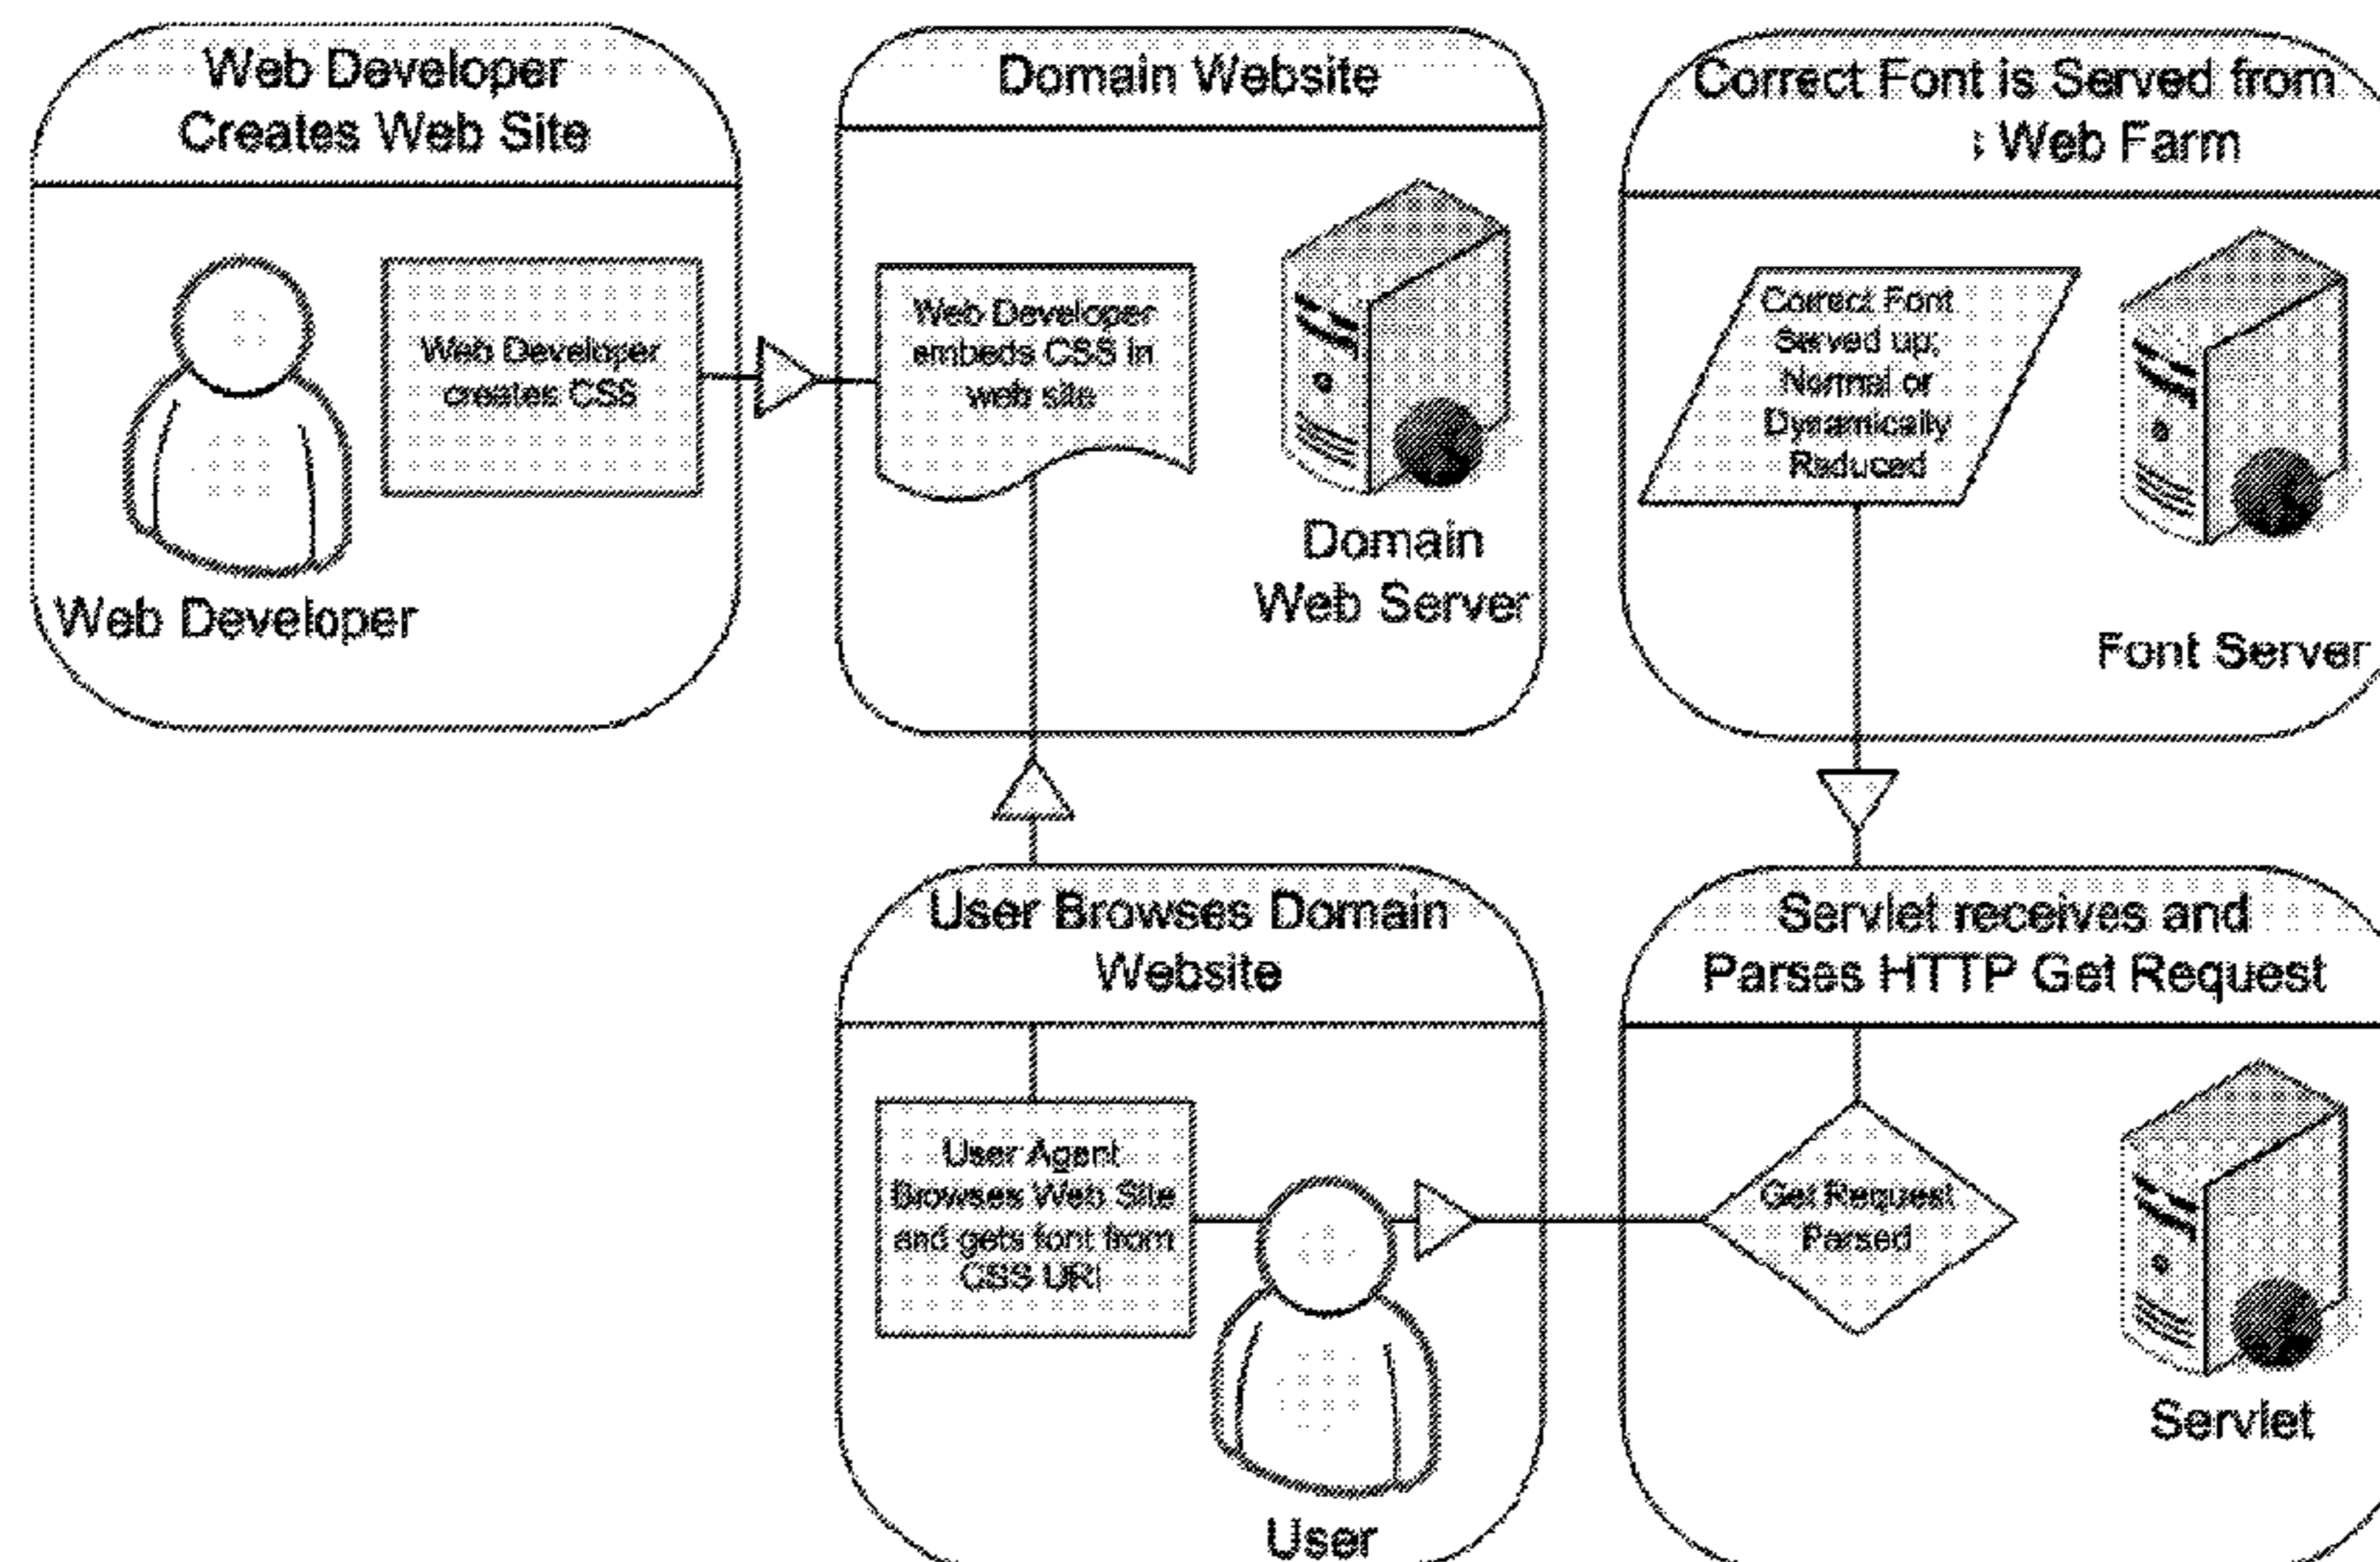 Web Developer
Creates Web Site
Web Developer
creates CSS
Web Developer
Domain Website
Web Developer
embeds CSS in
web site
Domain
Web Server
Correct Font is Served from
Web Farm
Correct Font
Served up;
Normal or
Dynamically
Reduced
Font Server
User Browses Domain
Website
User Agent
Browses Web Site
and gets font from
CSS URI
User
Servlet receives and
Parses HTTP Get Request
Get Request
Parsed
Servlet